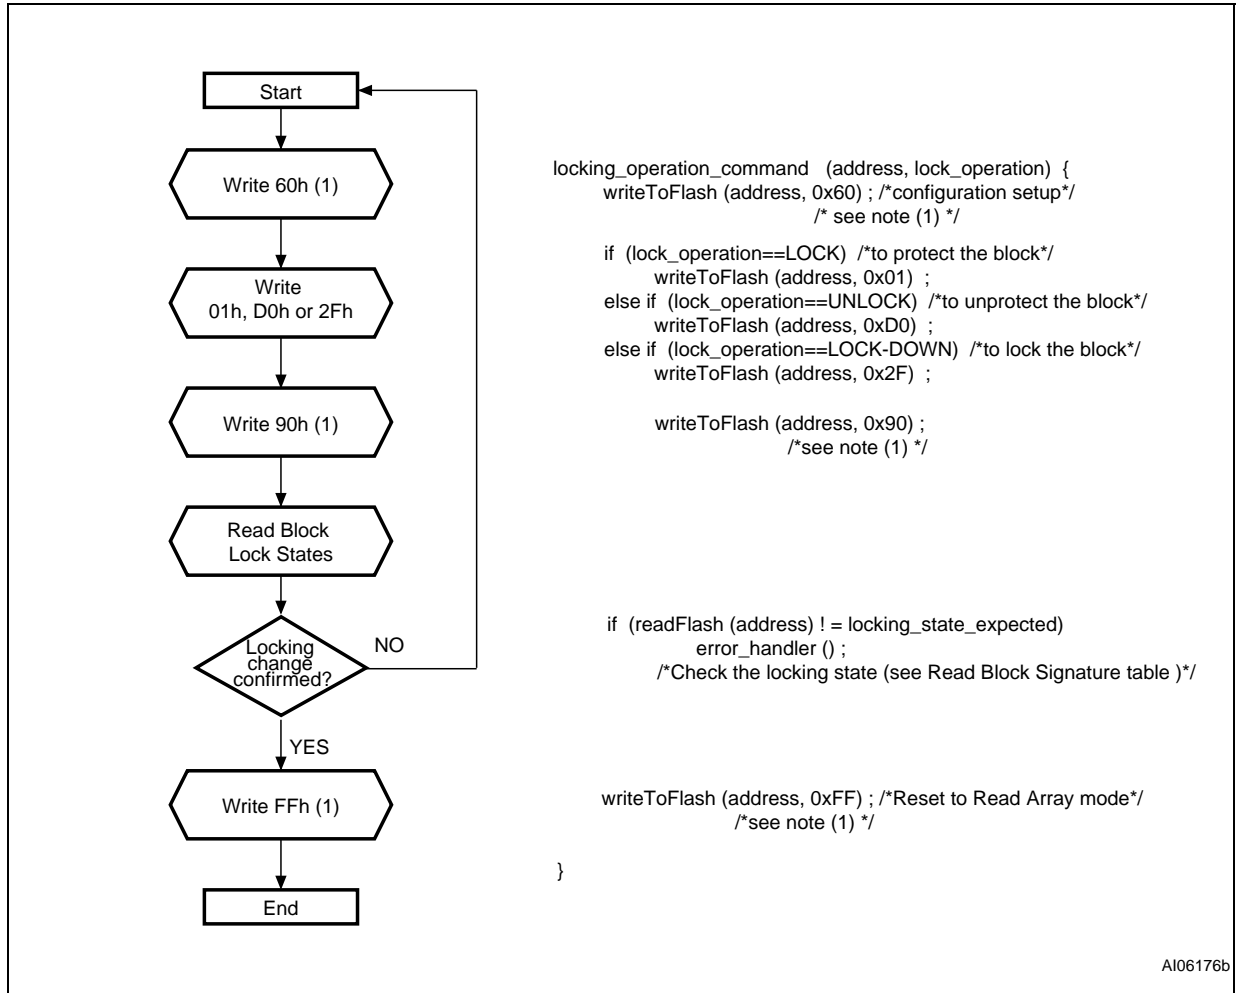 Start
Write 60h (1)
Write
01h, D0h or 2Fh
Write 90h (1)
Read Block
Lock States
Locking
change
confirmed?
NO
YES
Write FFh (1)
End
locking_operation_command (address, lock_operation) {
writeToFlash (address, 0x60) ; /*configuration setup*/
/* see note (1) */
if (lock_operation==LOCK) /*to protect the block*/
writeToFlash (address, 0x01) ;
else if (lock_operation==UNLOCK) /*to unprotect the block*/
writeToFlash (address, 0xD0) ;
else if (lock_operation==LOCK-DOWN) /*to lock the block*/
writeToFlash (address, 0x2F) ;
writeToFlash (address, 0x90) ;
/*see note (1) */
if (readFlash (address) ! = locking_state_expected)
error_handler () ;
/*Check the locking state (see Read Block Signature table )*/
writeToFlash (address, 0xFF) ; /*Reset to Read Array mode*/
/*see note (1) */
}
AI06176b